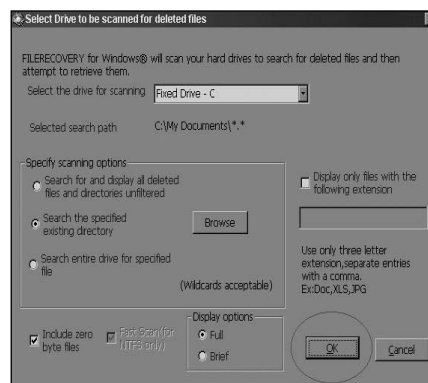 Select Drive to be scanned for deleted files
FILERECOVERY for Windows® will scan your hard drives to search for deleted files and then
attempt to retrieve them.
Select the drive for scanning
Fixed Drive - C
Selected search path
C:\My Documents\*.*
Specify scanning options
Search for and display all deleted
files and directories unfiltered
Search the specified
existing directory
Browse
Search entire drive for specified
file
(Wildcards acceptable)
Display only files with the
following extension
Use only three letter
extension,separate entries
with a comma.
Ex:Doc,XLS,JPG
Include zero
byte files
Fast Scan(for
NTFS only)
Display options
Full
Brief
OK
Cancel